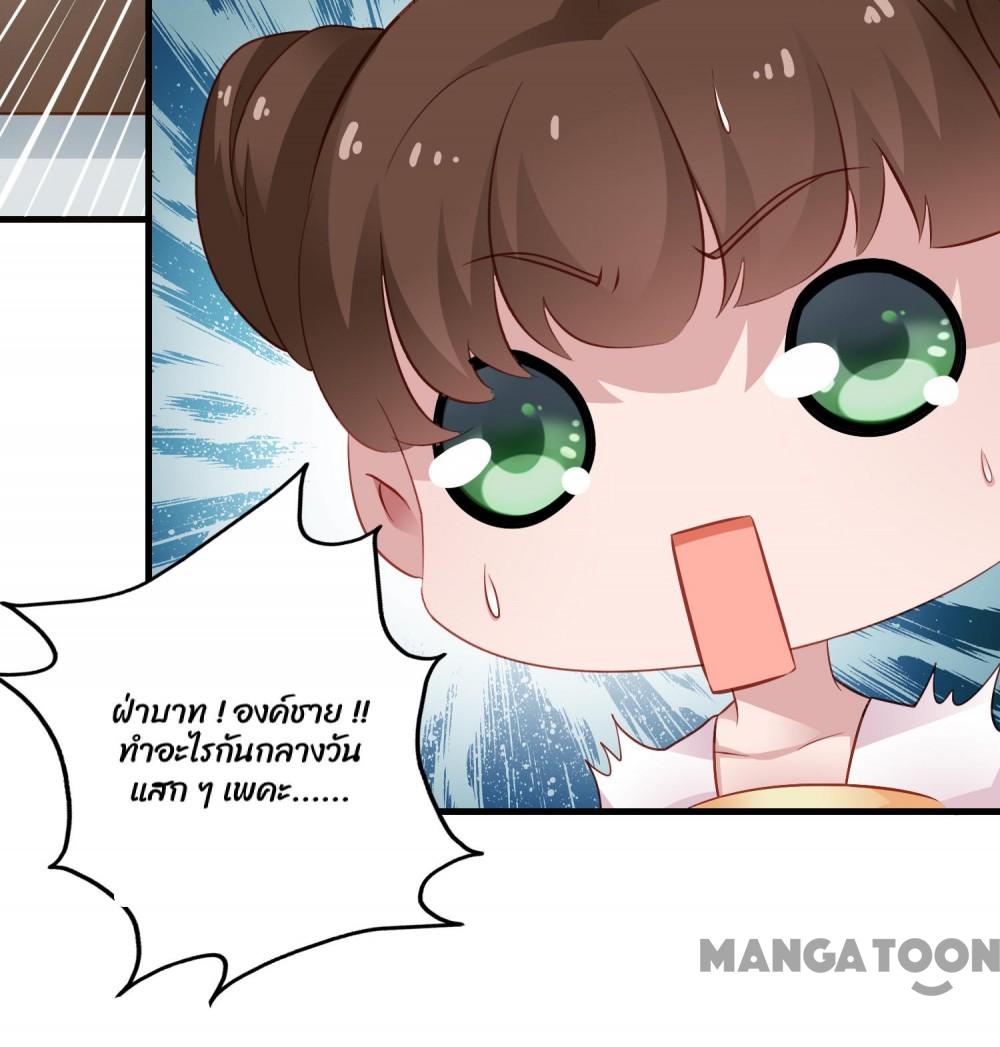 ฝ่าบาท ! องค์ชาย !!
ทำอะไรกันกลางวัน
แสก ๆ เพคะ......
MANGATOON